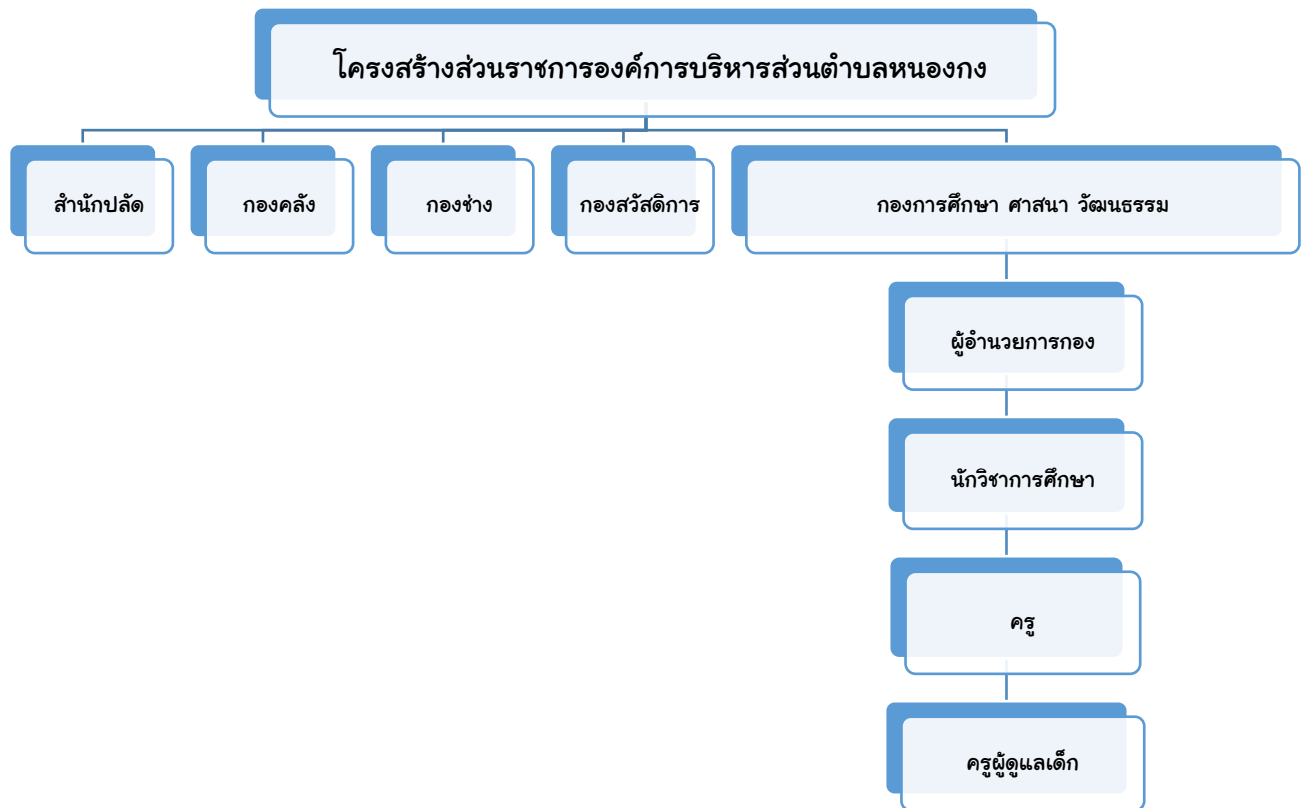 โครงสร้างส่วนราชการองค์การบริหารส่วนตำบลหนองกง
สำนักปลัด
กองคลัง
กองช่าง
กองสวัสดิการ
กองการศึกษา ศาสนา วัฒนธรรม
ผู้อำนวยการกอง
นักวิชาการศึกษา
ครู
ครูผู้ดูแลเด็ก